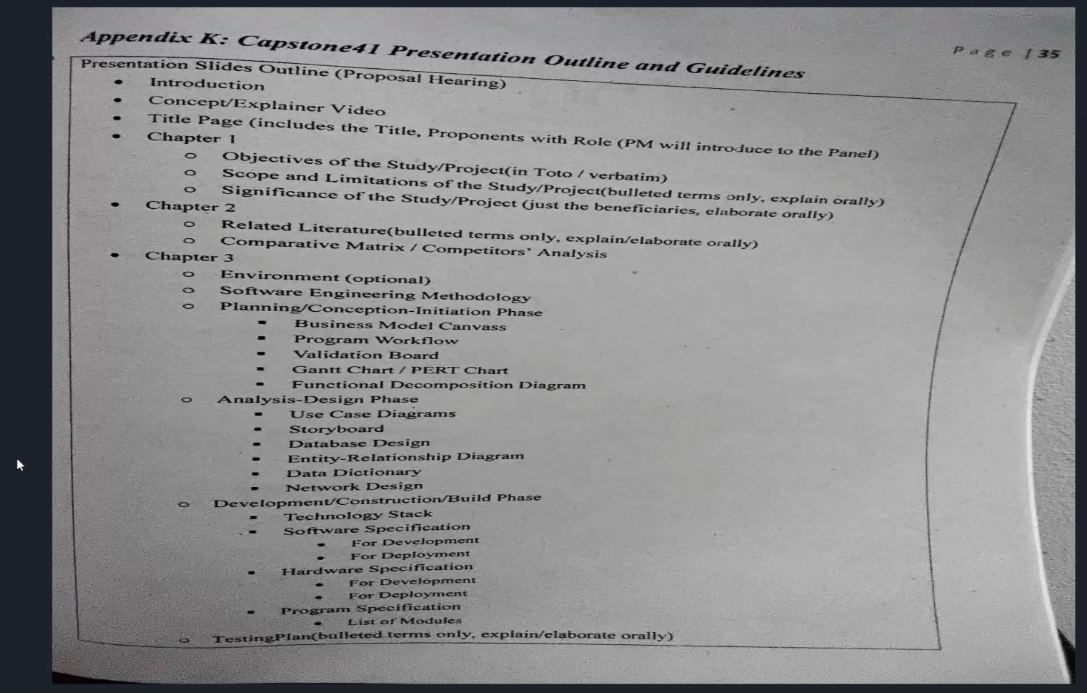 Appendix K: Capstone41 Presentation Outline and Guidelines
Page | 35
Presentation Slides Outline (Proposal Hearing)
• Introduction
• Concept/Explainer Video
• Title Page (includes the Title, Proponents with Role (PM will introduce to the Panel)
• Chapter 1
o Objectives of the Study/Project(in Toto / verbatim)
o Scope and Limitations of the Study/Project(bulleted terms only, explain orally)
o Significance of the Study/Project (just the beneficiaries, elaborate orally)
• Chapter 2
o Related Literature(bulleted terms only, explain/elaborate orally)
o Comparative Matrix / Competitors' Analysis
• Chapter 3
o Environment (optional)
o Software Engineering Methodology
o Planning/Conception-Initiation Phase
▪ Business Model Canvass
▪ Program Workflow
▪ Validation Board
▪ Gantt Chart / PERT Chart
▪ Functional Decomposition Diagram
o Analysis-Design Phase
▪ Use Case Diagrams
▪ Storyboard
▪ Database Design
▪ Entity-Relationship Diagram
▪ Data Dictionary
▪ Network Design
o Development/Construction/Build Phase
▪ Technology Stack
▪ Software Specification
• For Development
• For Deployment
▪ Hardware Specification
• For Development
• For Deployment
▪ Program Specification
• List of Modules
o TestingPlan(bulleted terms only, explain/elaborate orally)